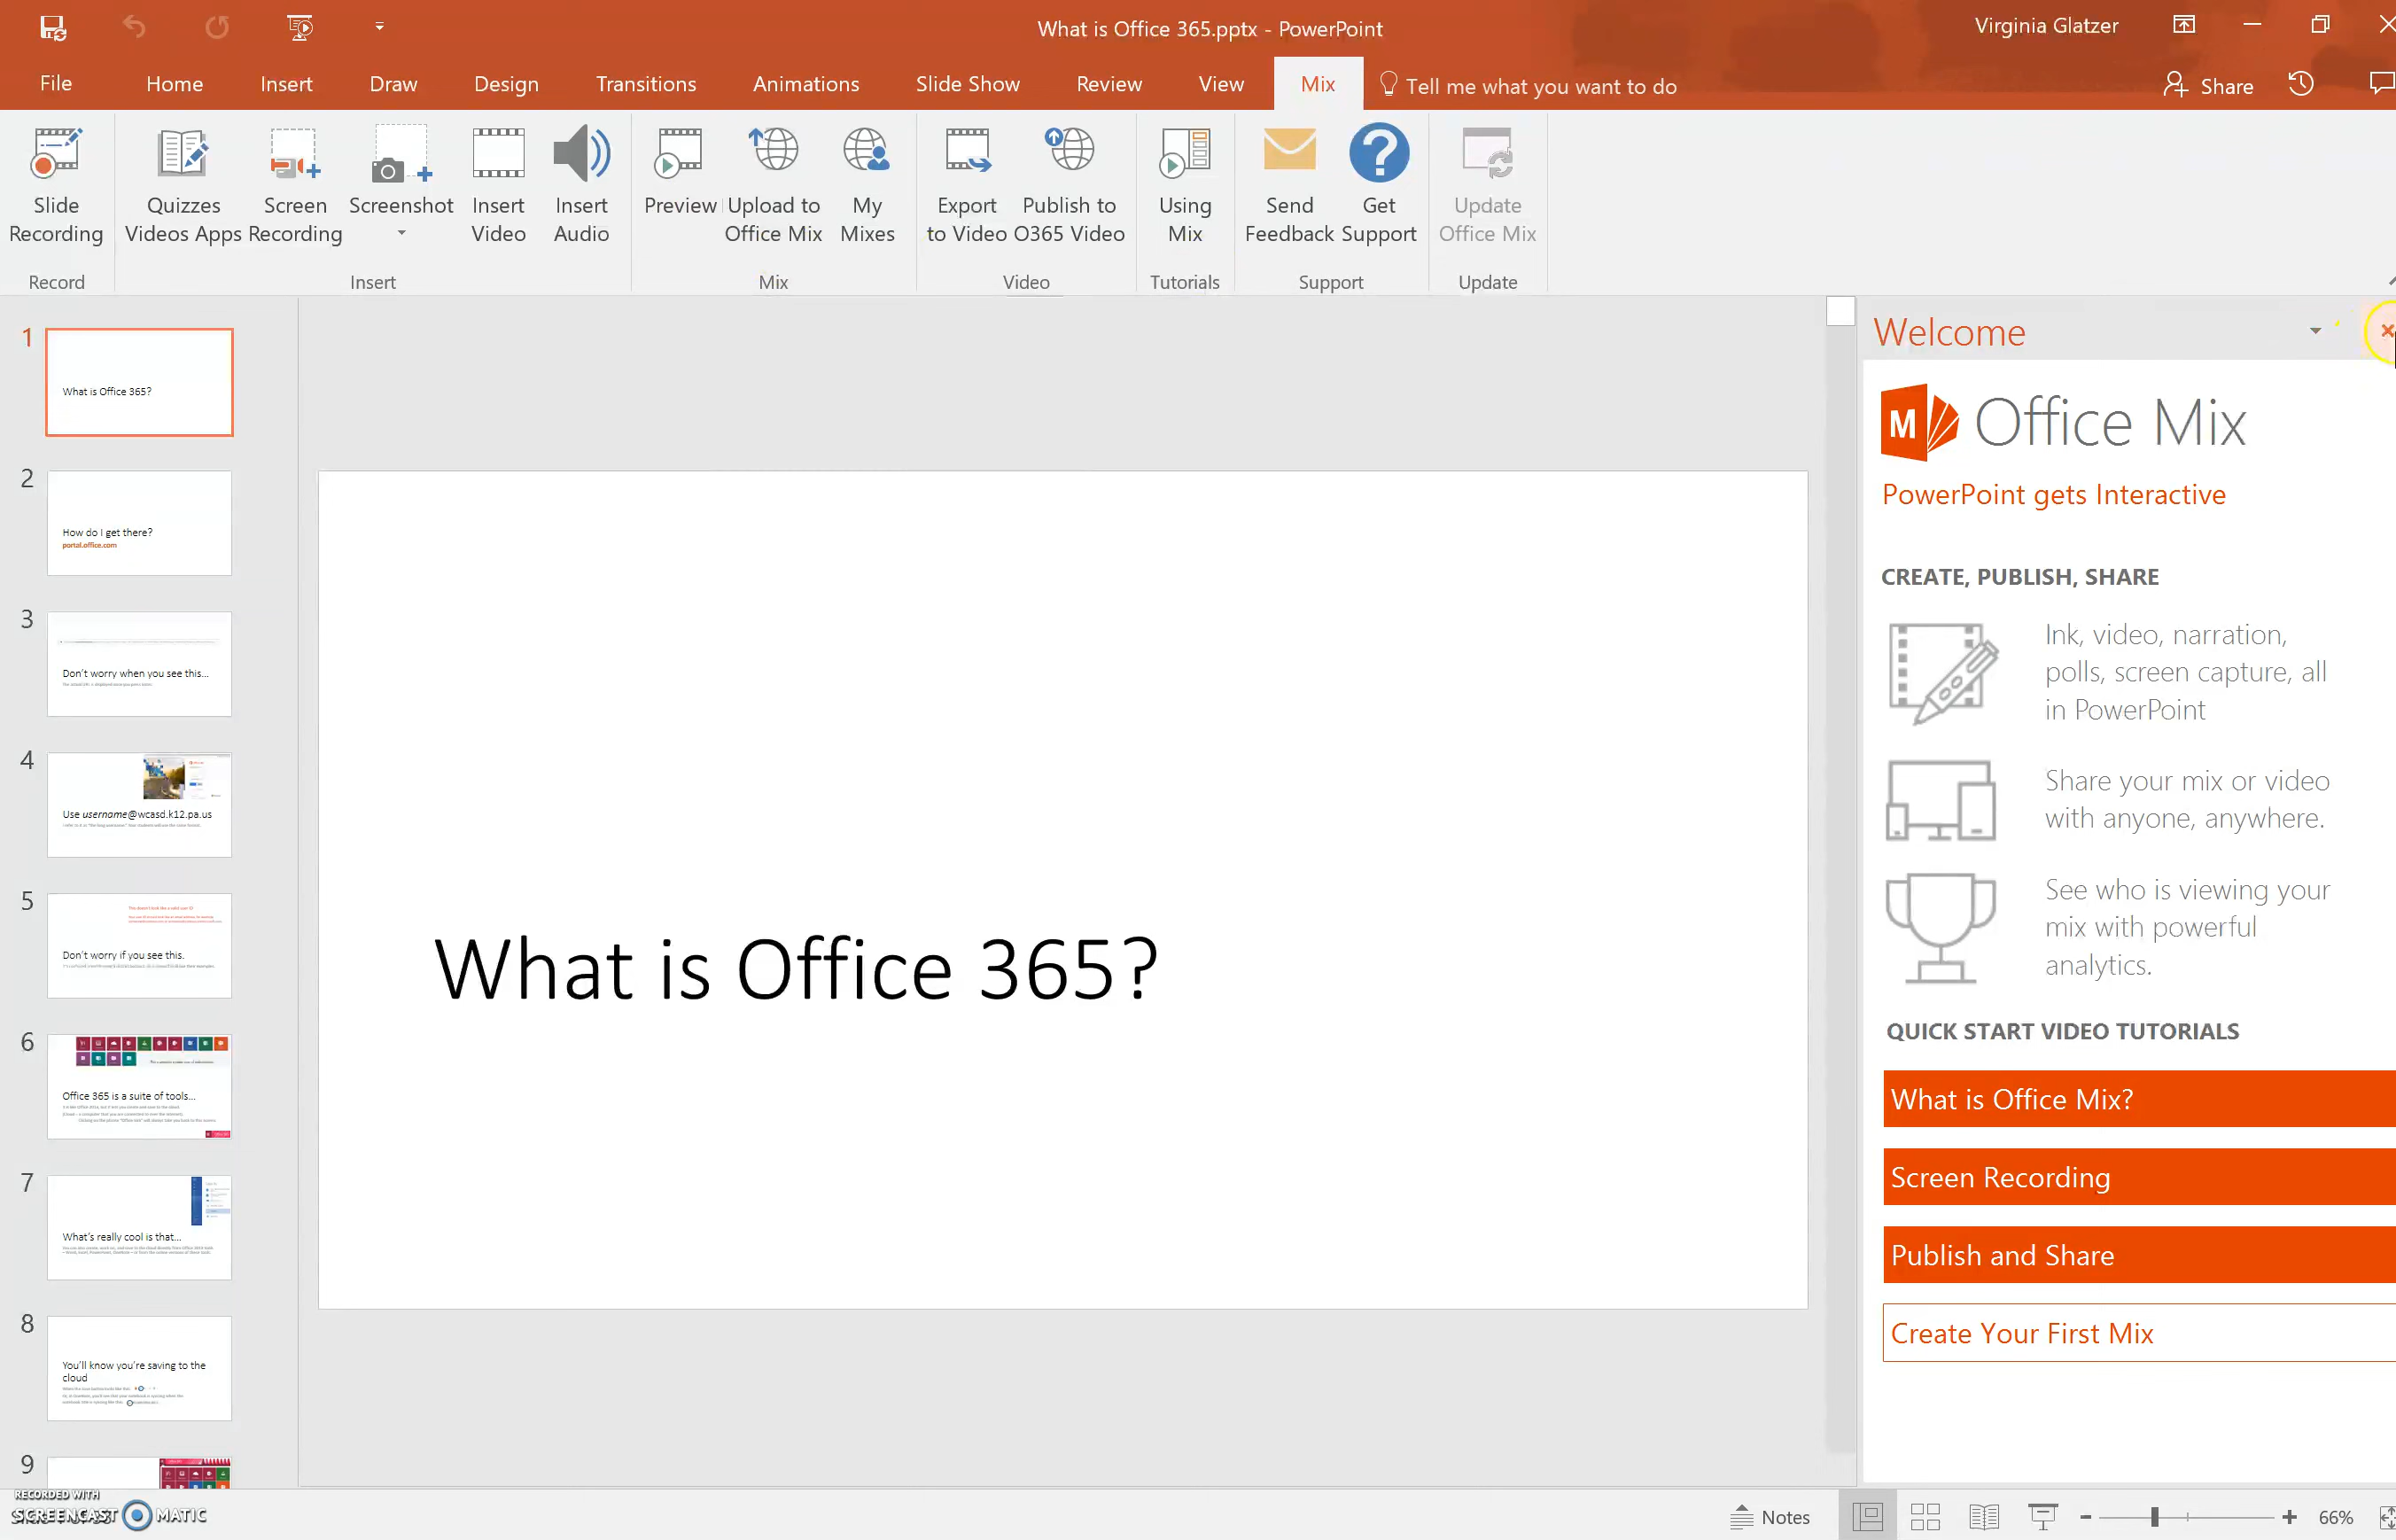 What is Office 365.pptx - PowerPoint
Virginia Glatzer
File Home Insert Draw Design Transitions Animations Slide Show Review View Mix Tell me what you want to do Share
Slide Recording
Quizzes Videos Apps
Screen Recording
Screenshot
Insert Video
Insert Audio
Preview
Upload to Office Mix
My Mixes
Export to Video
Publish to O365 Video
Using Mix
Send Feedback
Get Support
Update Office Mix
Record Insert Mix Video Tutorials Support Update
1
What is Office 365?
2
How do I get there?
portal.office.com
3
Don't worry when you see this...
4
Use username@wcasd.k12.pa.us
5
Don't worry if you see this.
6
Office 365 is a suite of tools...
7
What's really cool is that...
8
You'll know you're saving to the
cloud
9
What is Office 365?
Welcome
M Office Mix
PowerPoint gets Interactive
CREATE, PUBLISH, SHARE
Ink, video, narration,
polls, screen capture, all
in PowerPoint
Share your mix or video
with anyone, anywhere.
See who is viewing your
mix with powerful
analytics.
QUICK START VIDEO TUTORIALS
What is Office Mix?
Screen Recording
Publish and Share
Create Your First Mix
RECORDED WITH
SCREENCAST MATIC
Notes
66%